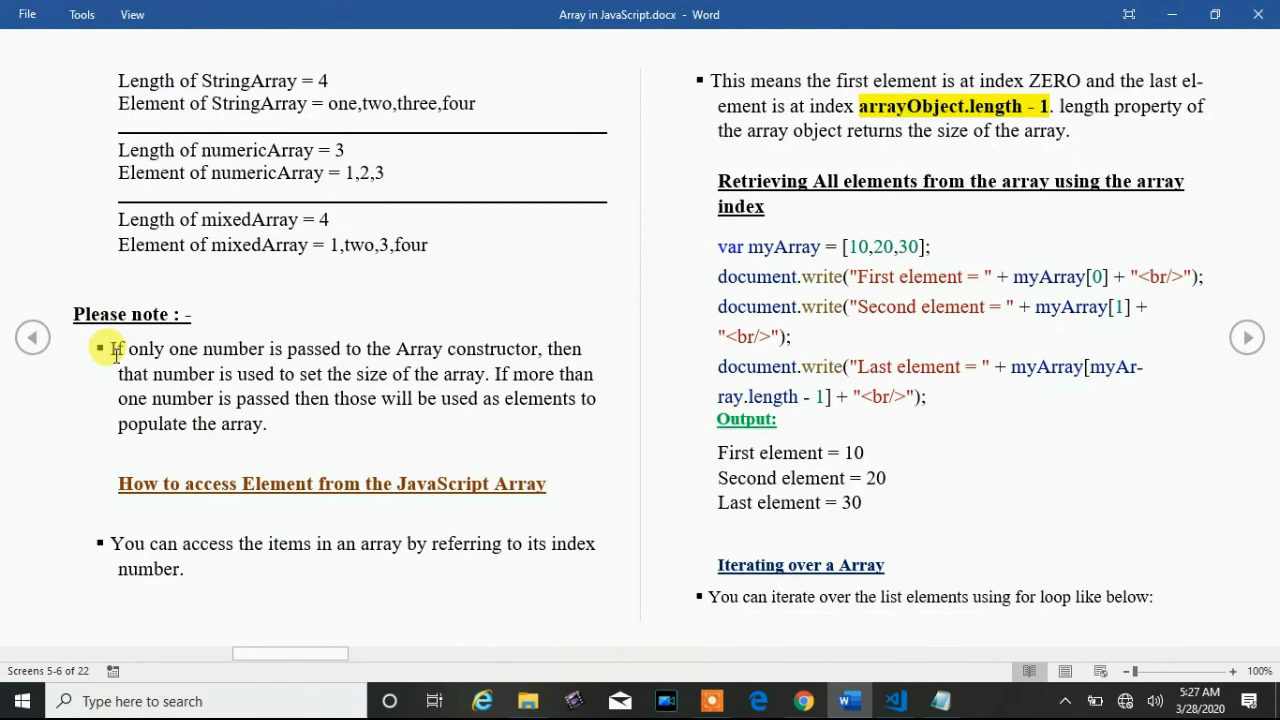 File Tools View Array in JavaScript.docx - Word
Length of StringArray = 4
Element of StringArray = one,two,three,four
Length of numericArray = 3
Element of numericArray = 1,2,3
Length of mixedArray = 4
Element of mixedArray = 1,two,3,four
Please note : -
▪ If only one number is passed to the Array constructor, then
that number is used to set the size of the array. If more than
one number is passed then those will be used as elements to
populate the array.
How to access Element from the JavaScript Array
▪ You can access the items in an array by referring to its index
number.
▪ This means the first element is at index ZERO and the last el-
ement is at index arrayObject.length - 1. length property of
the array object returns the size of the array.
Retrieving All elements from the array using the array
index
var myArray = [10,20,30];
document.write("First element = " + myArray[0] + "<br/>");
document.write("Second element = " + myArray[1] +
"<br/>");
document.write("Last element = " + myArray[myAr-
ray.length - 1] + "<br/>");
Output:
First element = 10
Second element = 20
Last element = 30
Iterating over a Array
▪ You can iterate over the list elements using for loop like below:
Screens 5-6 of 22 100%
Type here to search
5:27 AM
3/28/2020